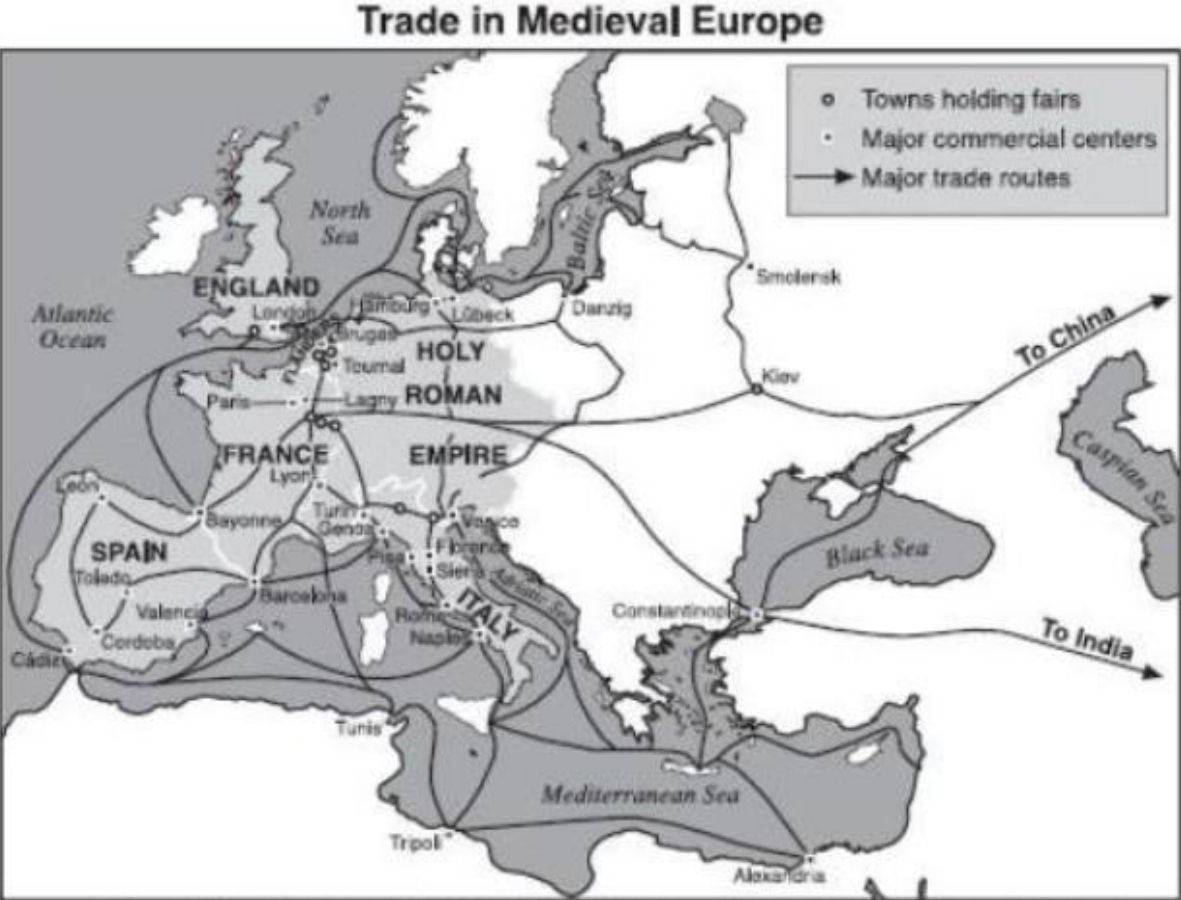 Trade in Medieval Europe
Towns holding fairs
Major commercial centers
Major trade routes
North
Sea
Baltic Sea
Smolensk
ENGLAND
London
Hamburg
Lübeck
Danzig
Atlantic
Ocean
Bruges
HOLY
To China
Tournai
Kiev
Paris
Lagny
ROMAN
FRANCE
EMPIRE
Caspian Sea
León
Lyon
Bayonne
Turin
Venice
Genoa
SPAIN
Pisa
Florence
Black Sea
Toledo
Siena
Adriatic Sea
Barcelona
Valencia
Rome
ITALY
Constantinople
Cordoba
Naples
To India
Cádiz
Tunis
Mediterranean Sea
Tripoli
Alexandria